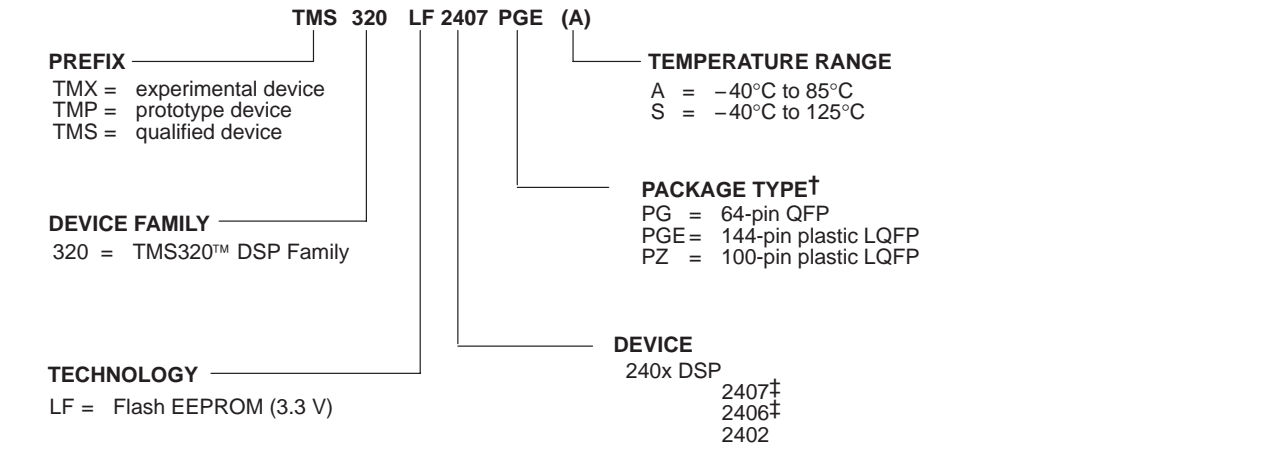 TMS 320 LF 2407 PGE (A)
PREFIX
TMX = experimental device
TMP = prototype device
TMS = qualified device
TEMPERATURE RANGE
A = −40°C to 85°C
S = −40°C to 125°C
PACKAGE TYPE†
PG = 64-pin QFP
PGE = 144-pin plastic LQFP
PZ = 100-pin plastic LQFP
DEVICE FAMILY
320 = TMS320™ DSP Family
DEVICE
240x DSP
2407‡
2406‡
2402
TECHNOLOGY
LF = Flash EEPROM (3.3 V)